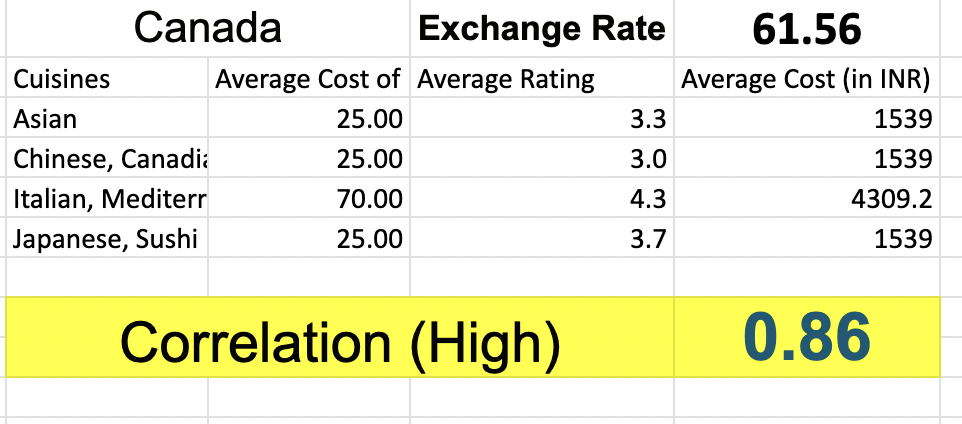 Canada Exchange Rate 61.56
Cuisines Average Cost of Average Rating Average Cost (in INR)
Asian 25.00 3.3 1539
Chinese, 25.00 3.0 1539
Italian, 70.00 4.3 4309.2
Japanese, Sushi 25.00 3.7 1539
Correlation (High) 0.86